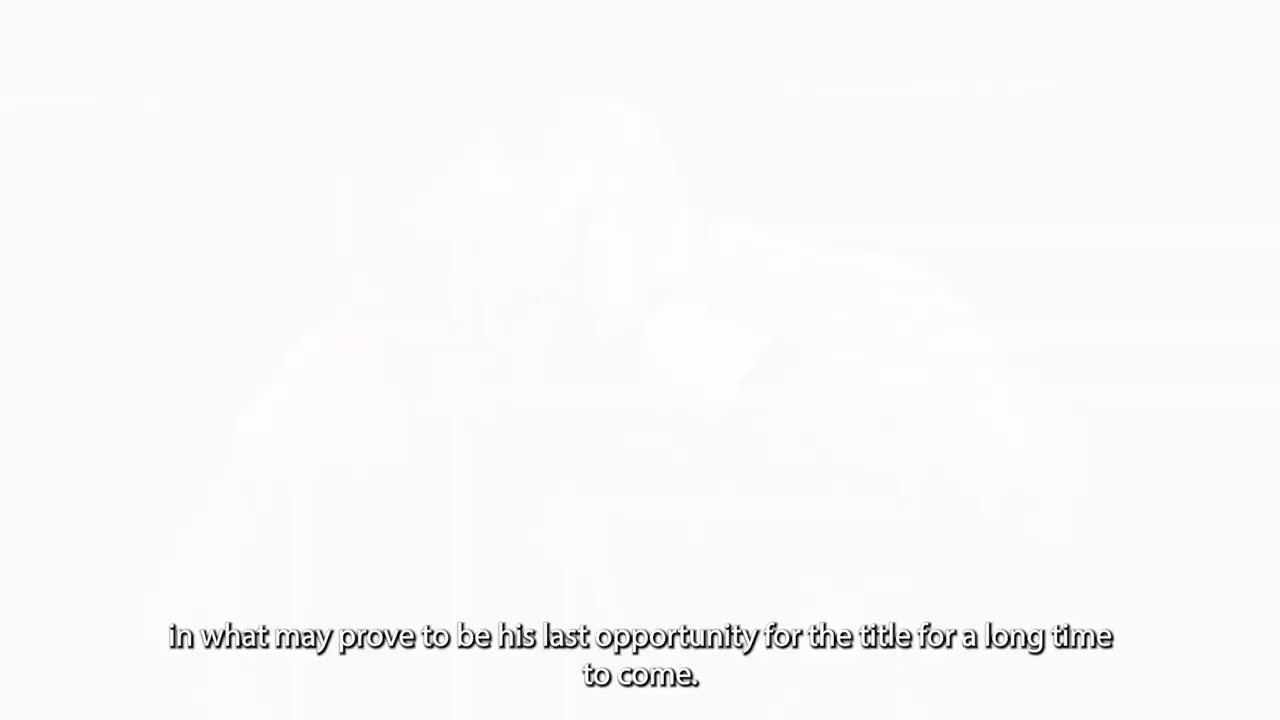 in what may prove to be his last opportunity for the title for a long time
to come.